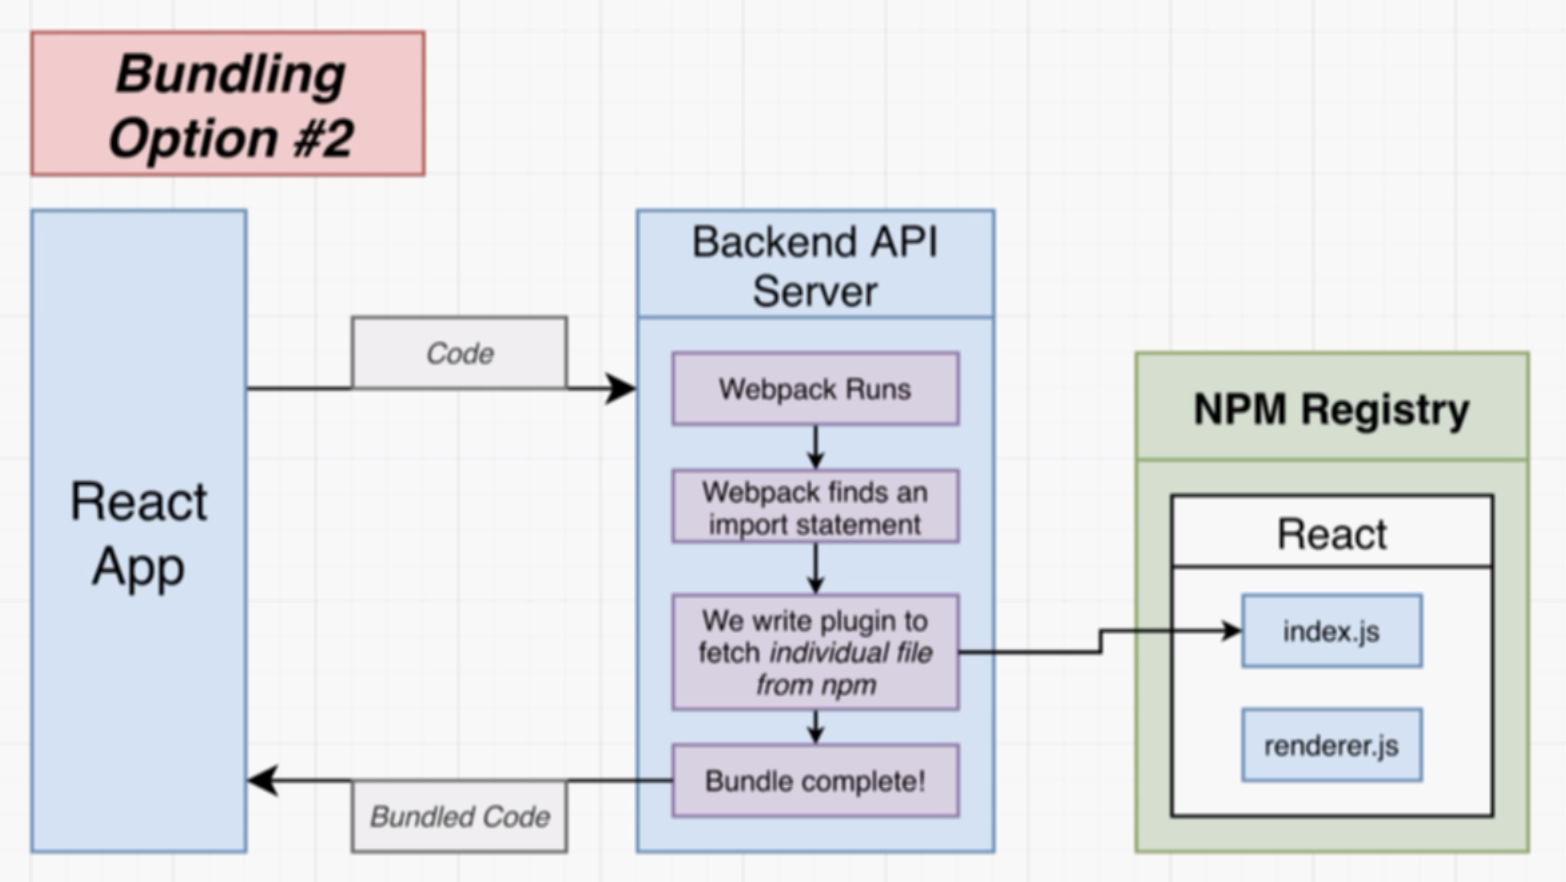 Bundling
Option #2
React
App
Code
Bundled Code
Backend API
Server
Webpack Runs
Webpack finds an
import statement
We write plugin to
fetch individual file
from npm
Bundle complete!
NPM Registry
React
index.js
renderer.js